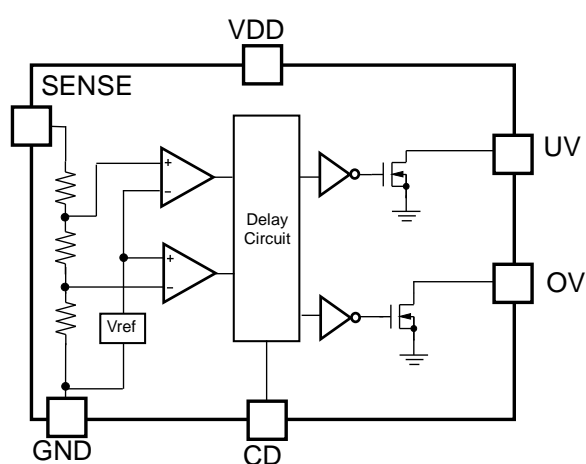 VDD
SENSE
UV
+
−
Delay
Circuit
+
−
OV
Vref
GND
CD